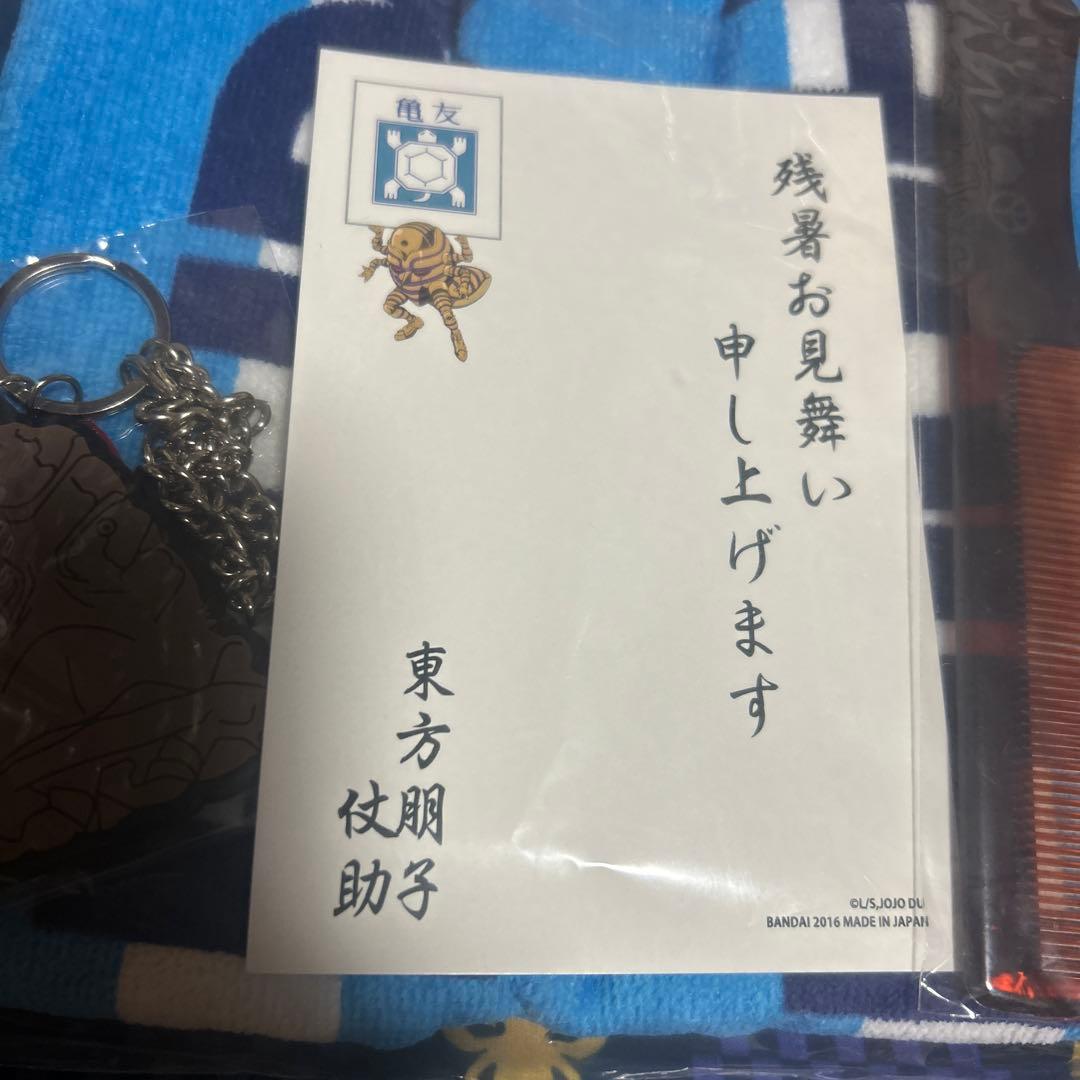 亀友
残暑お見舞い
申し上げます
東方朋子
仗助
©L/S,JOJO DU
BANDAI 2016 MADE IN JAPAN